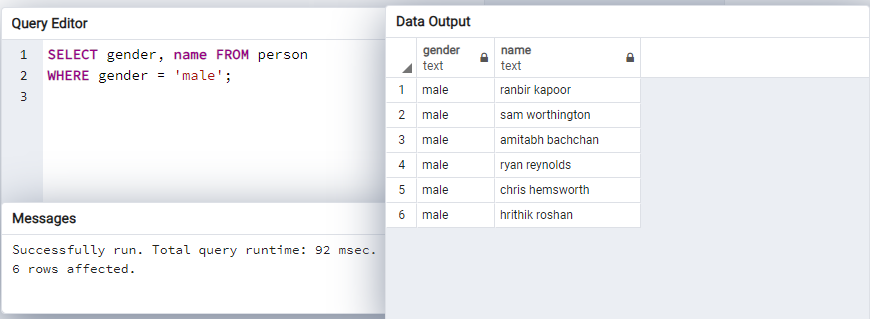 Query Editor
1 SELECT gender, name FROM person
2 WHERE gender = 'male';
3
Messages
Successfully run. Total query runtime: 92 msec.
6 rows affected.
Data Output
gender name
text text
1 male ranbir kapoor
2 male sam worthington
3 male amitabh bachchan
4 male ryan reynolds
5 male chris hemsworth
6 male hrithik roshan